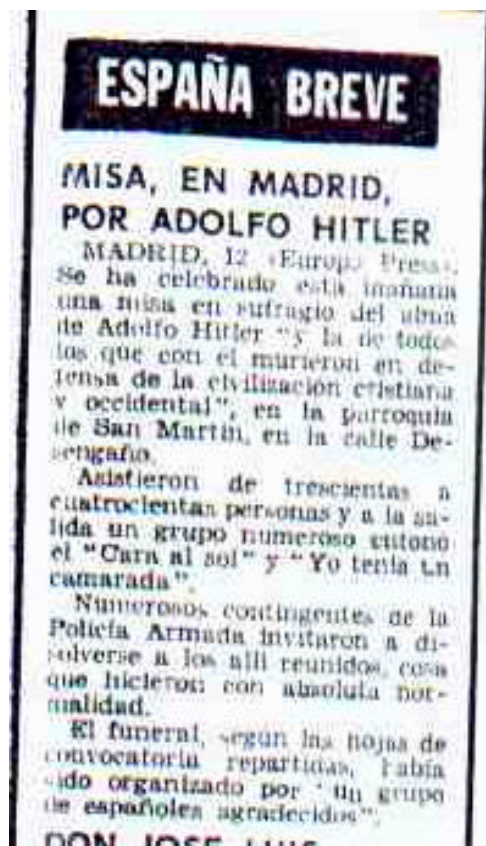 ESPAÑA BREVE
MISA, EN MADRID,
POR ADOLFO HITLER
MADRID, 12 «Europa Press».
Se ha celebrado esta mañana
una misa en sufragio del alma
de Adolfo Hitler "y la de todos
los que con el murieron en de-
fensa de la civilización cristiana
y occidental", en la parroquia
de San Martín, en la calle De-
sengaño.
Asistieron de trescientas a
cuatrocientas personas y a la sa-
lida un grupo numeroso entonó
el "Cara al sol" y "Yo tenía un
camarada".
Numerosos contingentes de la
Policía Armada invitaron a di-
solverse a los allí reunidos, cosa
que hicieron con absoluta nor-
malidad.
El funeral, según las hojas de
convocatoria repartidas, había
sido organizado por "un grupo
de españoles agradecidos".
DON JOSE LUIS